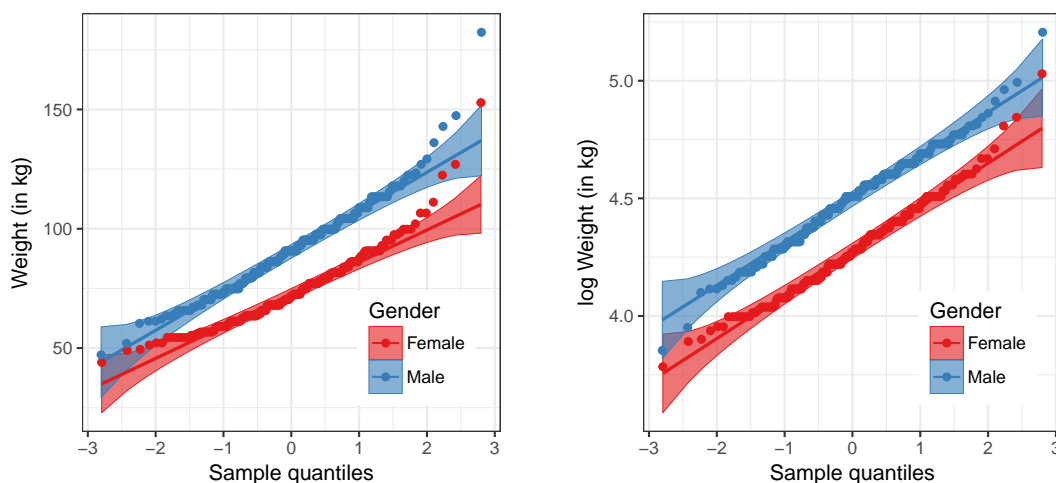 150
100
50
Weight (in kg)
Gender
Female
Male
−3 −2 −1 0 1 2 3
Sample quantiles
5.0
4.5
4.0
log Weight (in kg)
Gender
Female
Male
−3 −2 −1 0 1 2 3
Sample quantiles